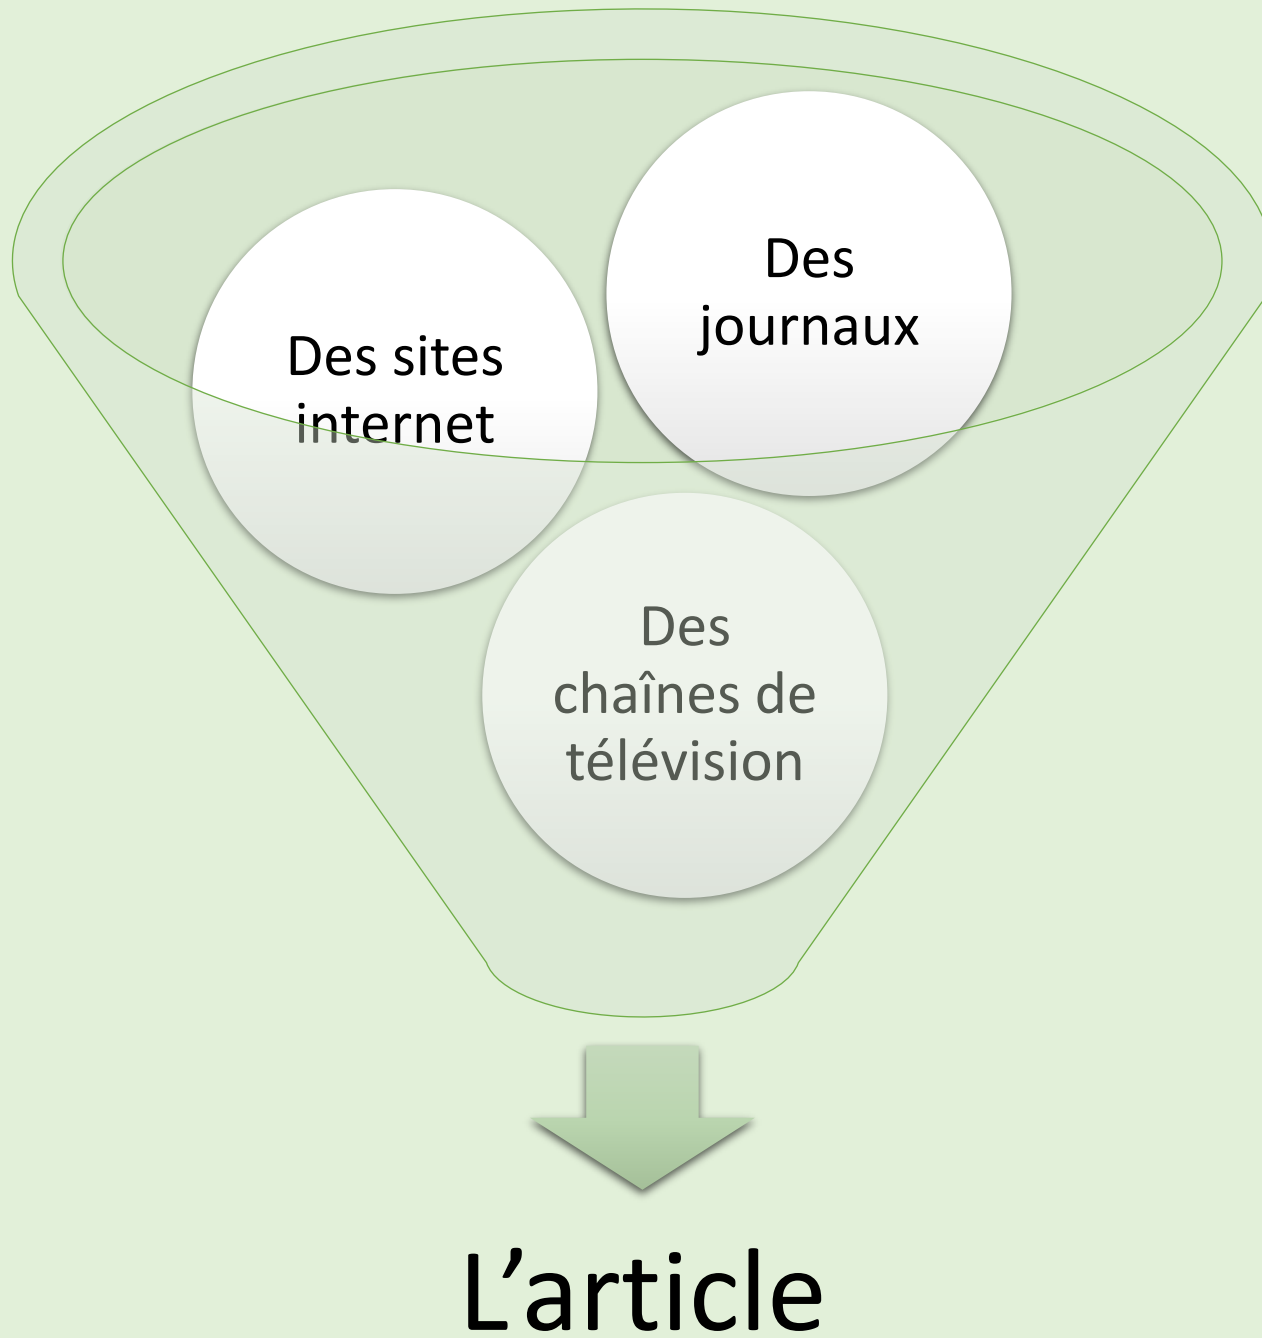 Des
journaux
Des sites
internet
Des
chaînes de
télévision
L’article